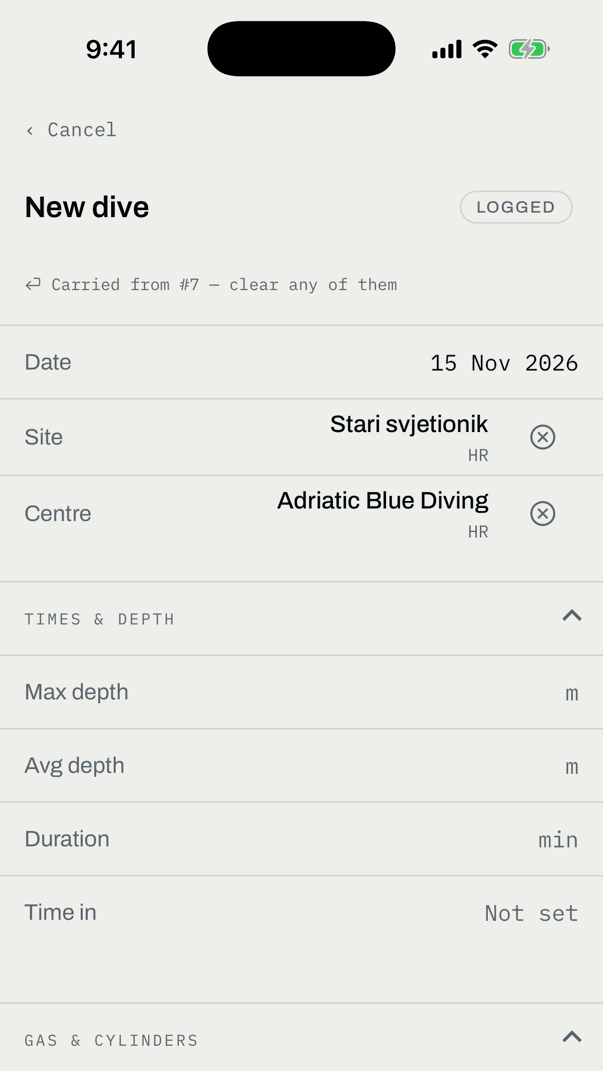 9:41
‹ Cancel
New dive
LOGGED
⏎ Carried from #7 — clear any of them
Date
15 Nov 2026
Site
Stari svjetionik
HR
Centre
Adriatic Blue Diving
HR
TIMES & DEPTH
Max depth
m
Avg depth
m
Duration
min
Time in
Not set
GAS & CYLINDERS